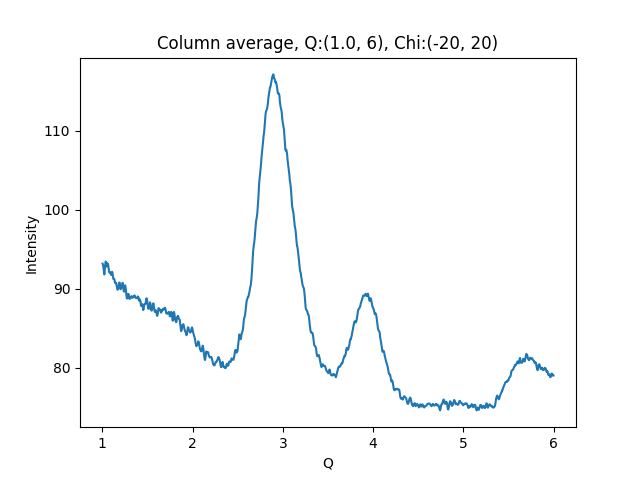 Column average, Q:(1.0, 6), Chi:(-20, 20)
110
100
90
80
Intensity
1 2 3 4 5 6
Q